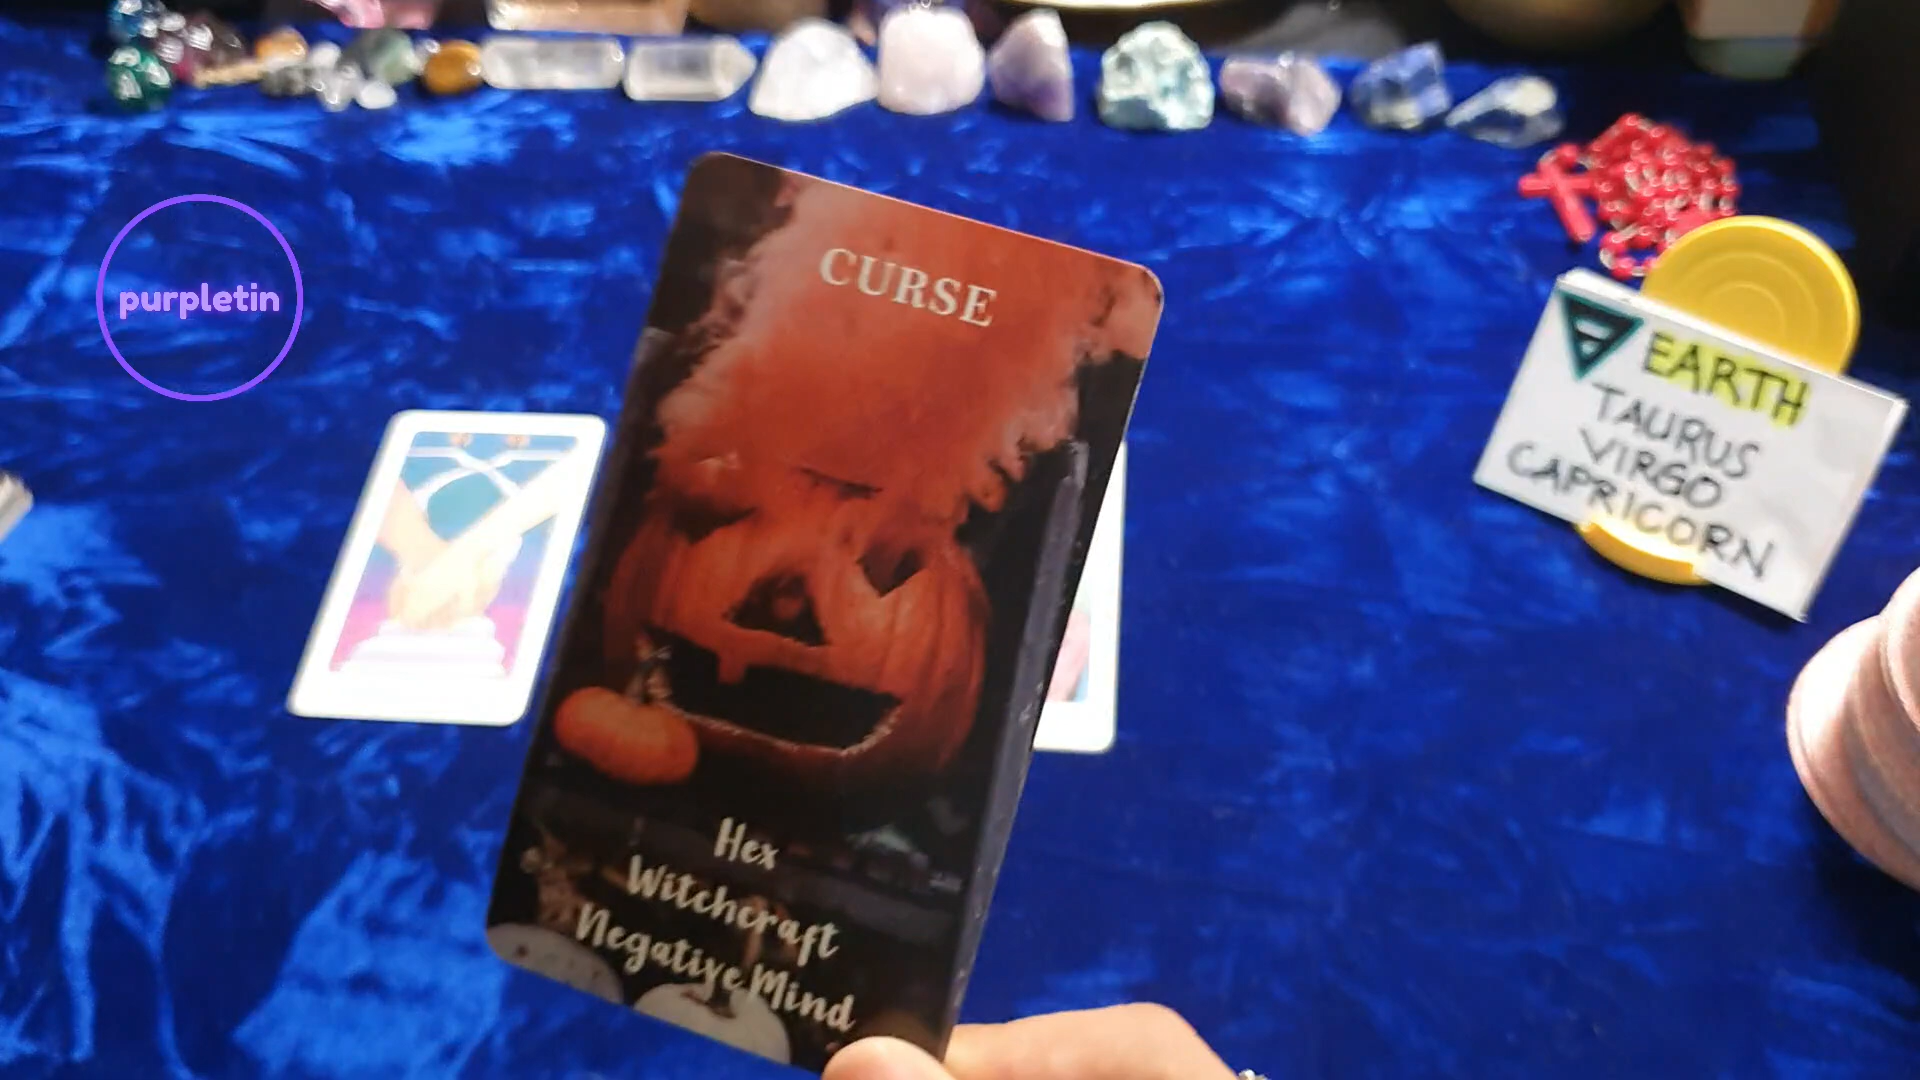 purpletin
CURSE
Hex
Witchcraft
Negative Mind
EARTH
TAURUS
VIRGO
CAPRICORN